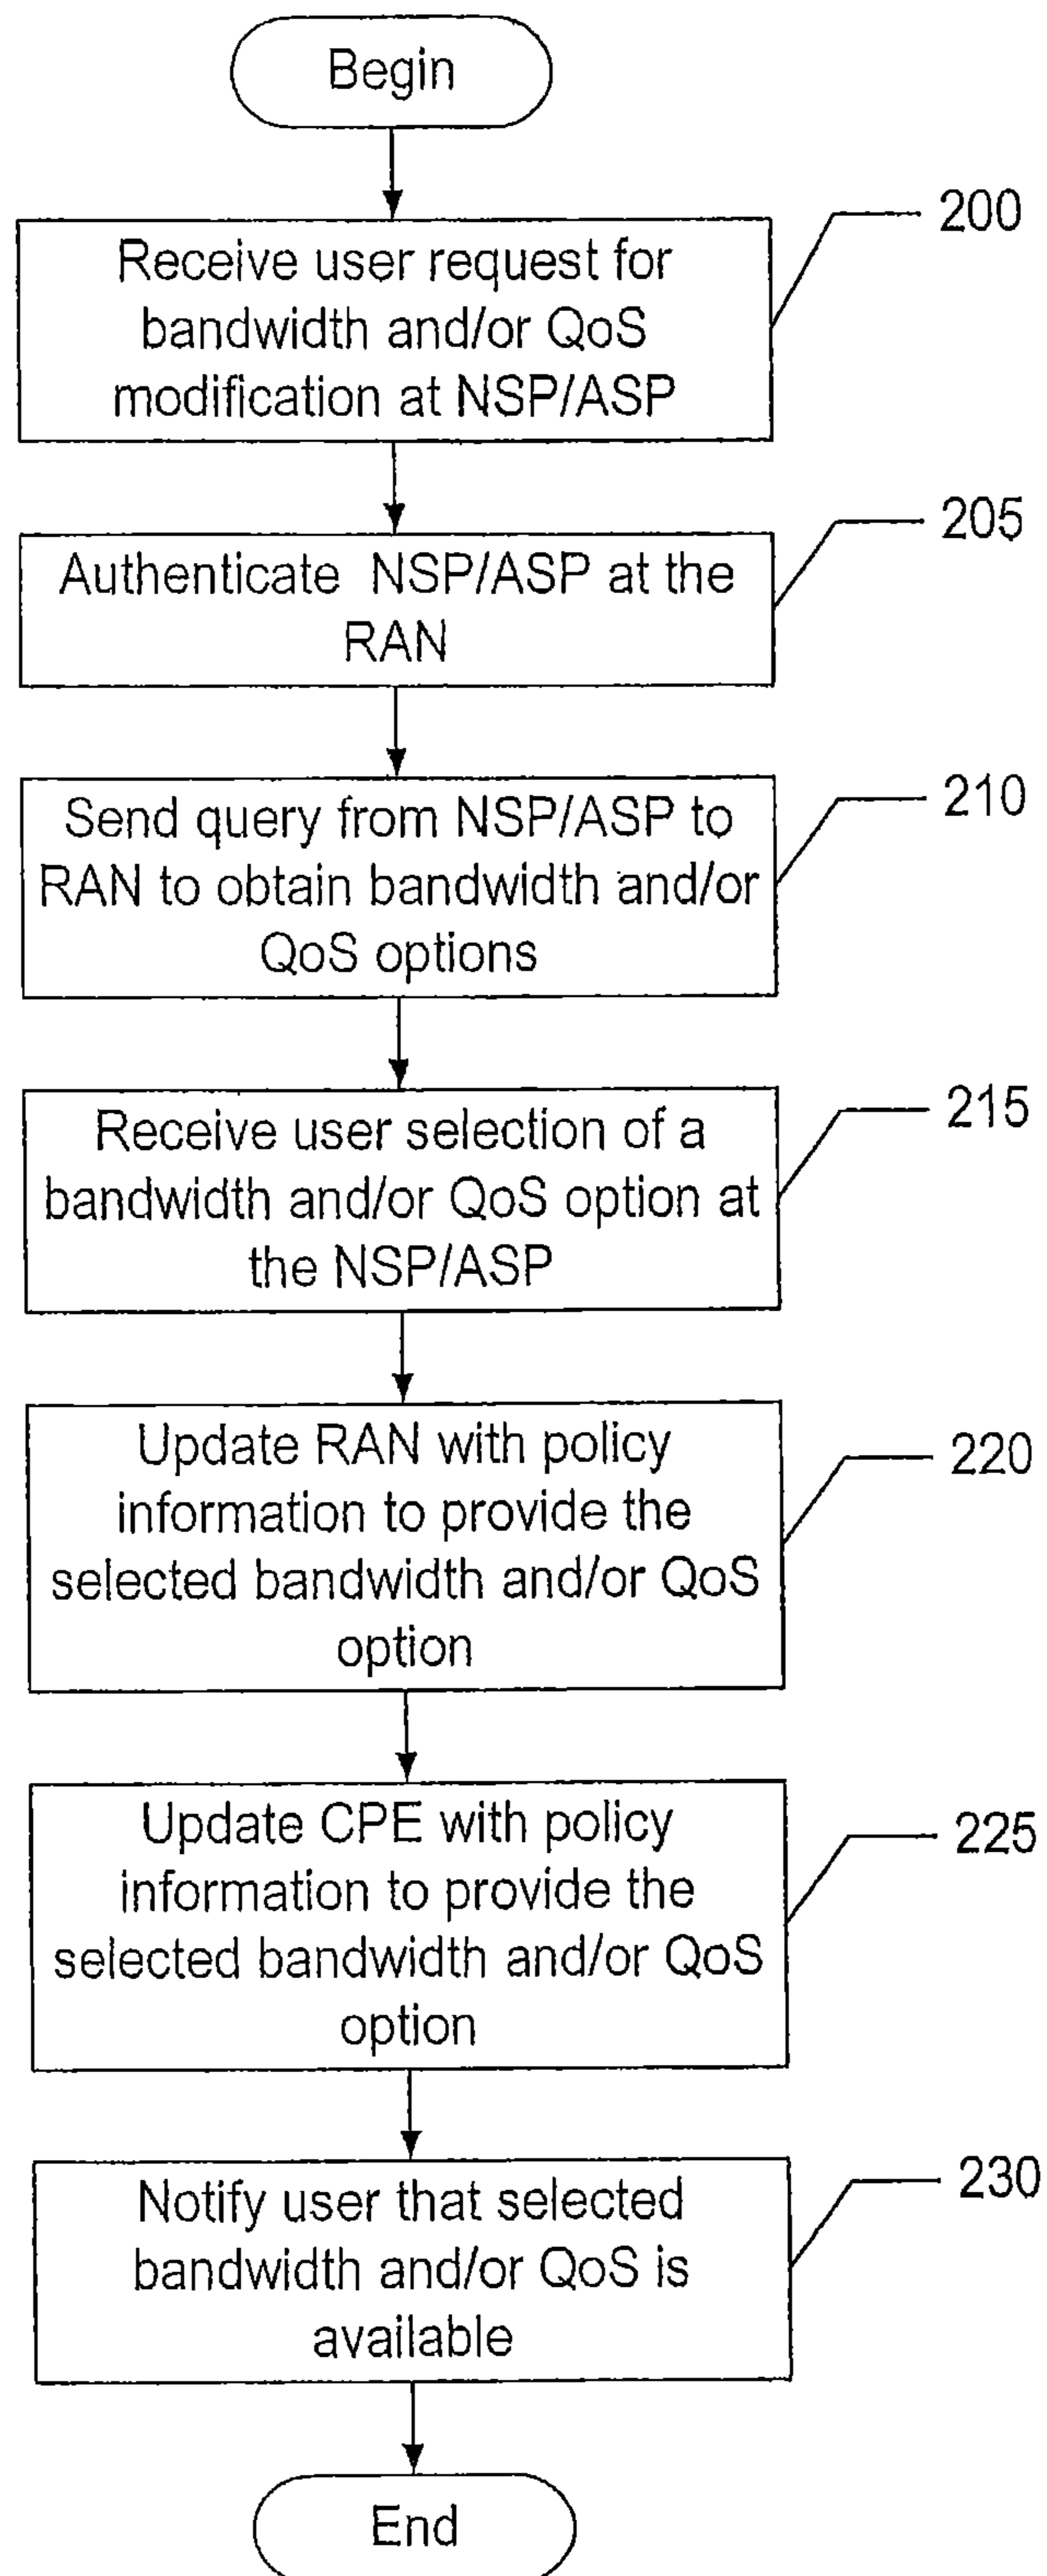 Begin
200
Receive user request for
bandwidth and/or QoS
modification at NSP/ASP
205
Authenticate NSP/ASP at the
RAN
210
Send query from NSP/ASP to
RAN to obtain bandwidth and/or
QoS options
215
Receive user selection of a
bandwidth and/or QoS option at
the NSP/ASP
220
Update RAN with policy
information to provide the
selected bandwidth and/or QoS
option
225
Update CPE with policy
information to provide the
selected bandwidth and/or QoS
option
230
Notify user that selected
bandwidth and/or QoS is
available
End